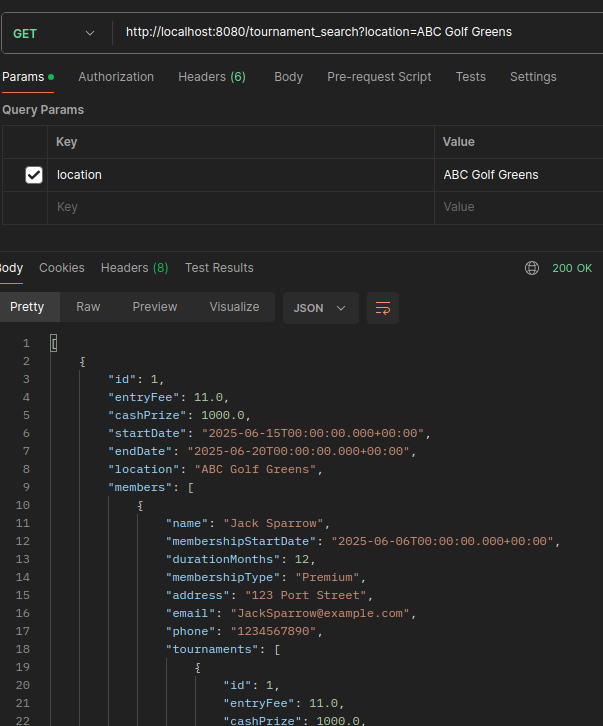 GET http://localhost:8080/tournament_search?location=ABC Golf Greens
Params Authorization Headers (6) Body Pre-request Script Tests Settings
Query Params
Key Value
location ABC Golf Greens
Key Value
Body Cookies Headers (8) Test Results 200 OK
Pretty Raw Preview Visualize JSON
1 [
2 {
3 "id": 1,
4 "entryFee": 11.0,
5 "cashPrize": 1000.0,
6 "startDate": "2025-06-15T00:00:00.000+00:00",
7 "endDate": "2025-06-20T00:00:00.000+00:00",
8 "location": "ABC Golf Greens",
9 "members": [
10 {
11 "name": "Jack Sparrow",
12 "membershipStartDate": "2025-06-06T00:00:00.000+00:00",
13 "durationMonths": 12,
14 "membershipType": "Premium",
15 "address": "123 Port Street",
16 "email": "JackSparrow@example.com",
17 "phone": "1234567890",
18 "tournaments": [
19 {
20 "id": 1,
21 "entryFee": 11.0,
22 "cashPrize": 1000.0,